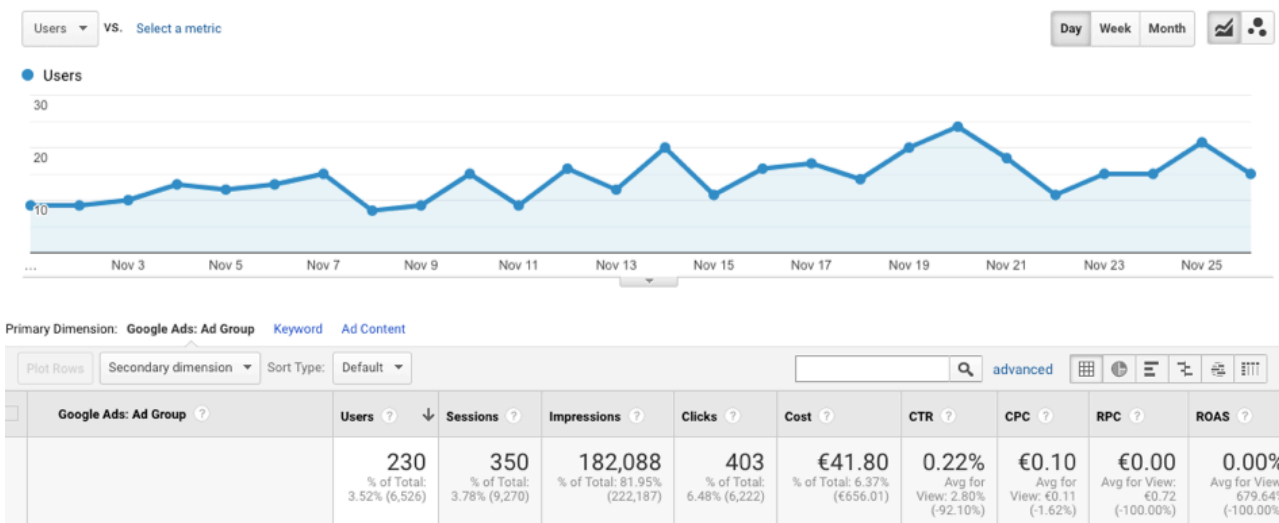 Users VS. Select a metric Day Week Month
Users
30
20
10
... Nov 3 Nov 5 Nov 7 Nov 9 Nov 11 Nov 13 Nov 15 Nov 17 Nov 19 Nov 21 Nov 23 Nov 25
Primary Dimension: Google Ads: Ad Group Keyword Ad Content
Plot Rows Secondary dimension Sort Type: Default advanced
Google Ads: Ad Group ? Users ? Sessions ? Impressions ? Clicks ? Cost ? CTR ? CPC ? RPC ? ROAS ?
230 350 182,088 403 €41.80 0.22% €0.10 €0.00 0.00%
% of Total: % of Total: % of Total: 81.95% % of Total: % of Total: 6.37% Avg for Avg for Avg for View: Avg for View
3.52% (6,526) 3.78% (9,270) (222,187) 6.48% (6,222) (€656.01) View: 2.80% View: €0.11 €0.72 679.64%
(-92.10%) (-1.62%) (-100.00%) (-100.00%